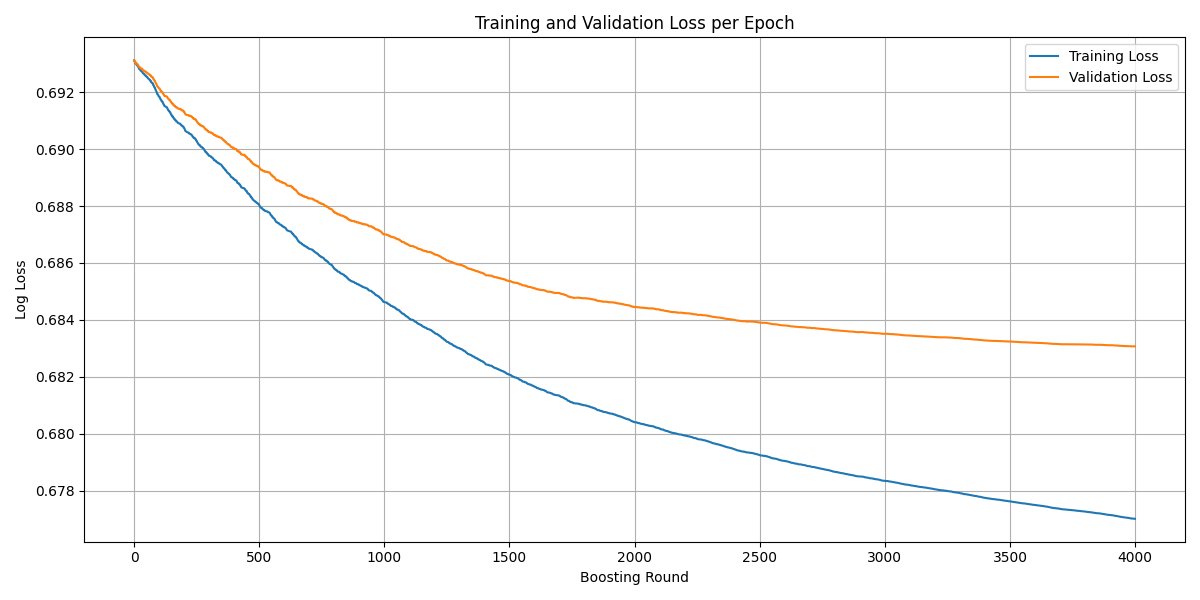 Training and Validation Loss per Epoch
Training Loss
Validation Loss
0.692
0.690
0.688
0.686
0.684
0.682
0.680
0.678
Log Loss
0 500 1000 1500 2000 2500 3000 3500 4000
Boosting Round